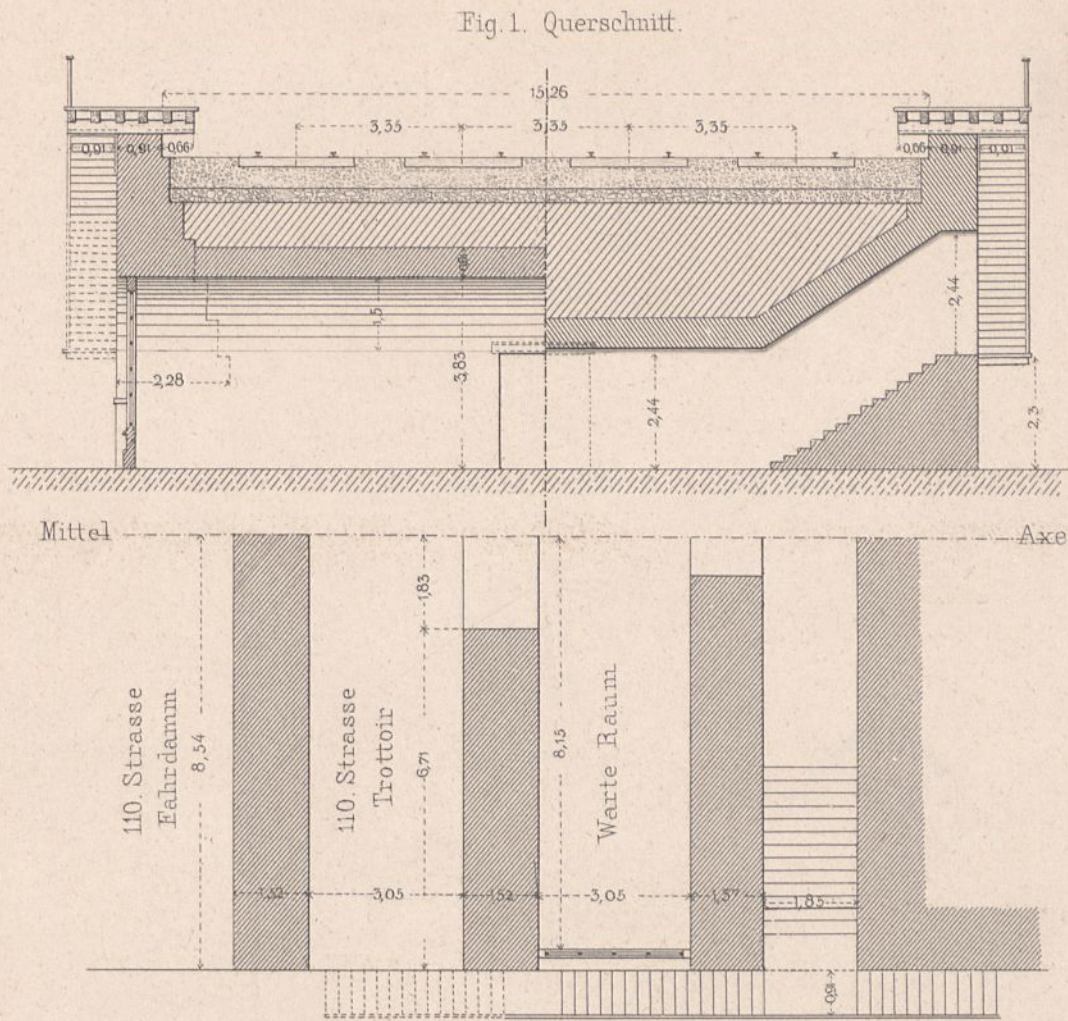 Fig. 1. Querschnitt.
15,26
3,35 3,35 3,35
0,91 0,91 0,66 0,66 0,91 0,91
1,5
2,44
2,28
3,83
2,44
2,3
Mittel Axe
1,83
110. Strasse
Fahrdamm
8,54
110. Strasse
Trottoir
6,71
8,15
Warte Raum
1,52 3,05 1,52 3,05 1,37 1,85
0,91